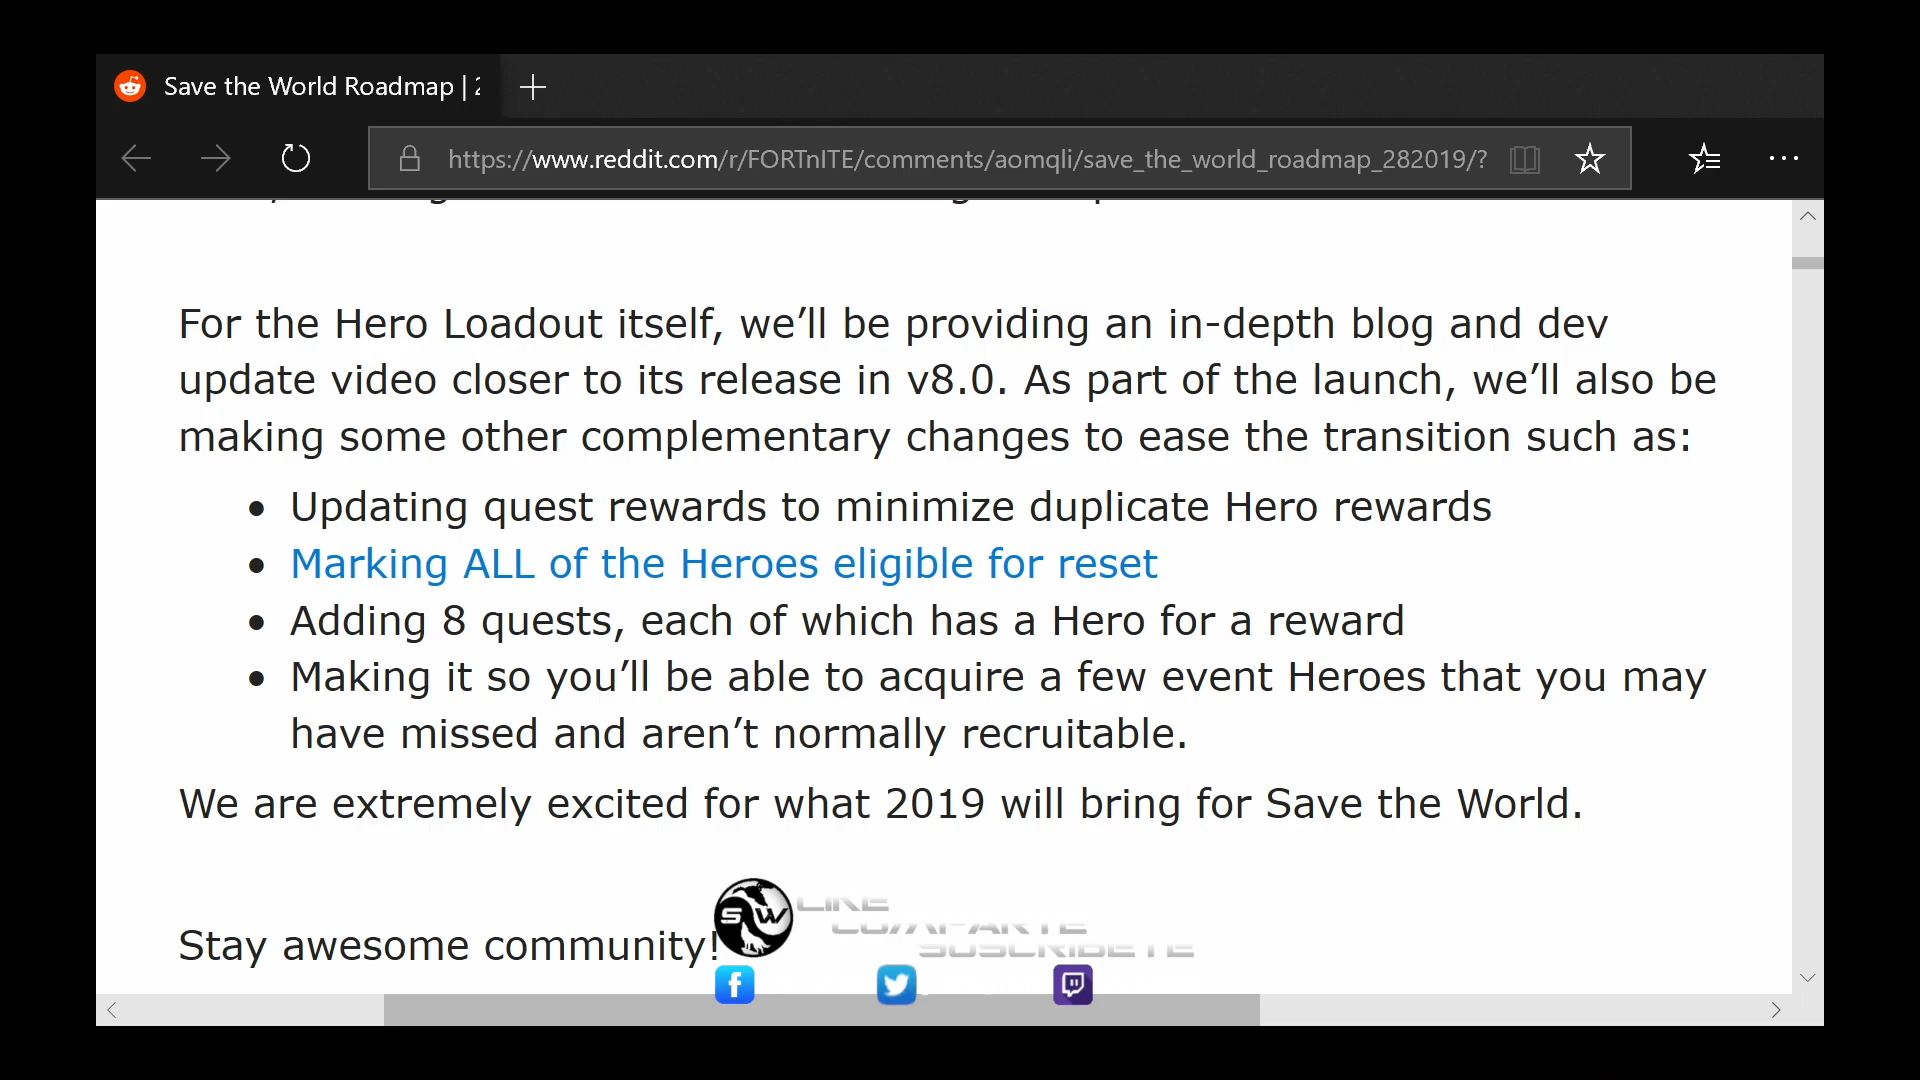 Save the World Roadmap |
https://www.reddit.com/r/FORTnITE/comments/aomqli/save_the_world_roadmap_282019/?
For the Hero Loadout itself, we’ll be providing an in-depth blog and dev
update video closer to its release in v8.0. As part of the launch, we’ll also be
making some other complementary changes to ease the transition such as:
• Updating quest rewards to minimize duplicate Hero rewards
• Marking ALL of the Heroes eligible for reset
• Adding 8 quests, each of which has a Hero for a reward
• Making it so you’ll be able to acquire a few event Heroes that you may
have missed and aren’t normally recruitable.
We are extremely excited for what 2019 will bring for Save the World.
SW
LIKE
COMPARTE
SUSCRIBETE
Stay awesome community!